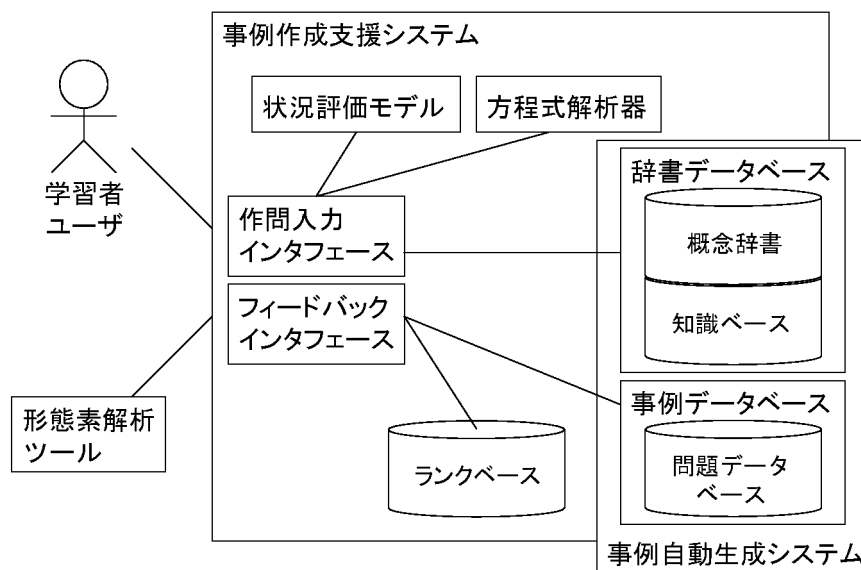 事例作成支援システム
状況評価モデル
方程式解析器
学習者
ユーザ
作問入力
インタフェース
フィードバック
インタフェース
形態素解析
ツール
ランクベース
辞書データベース
概念辞書
知識ベース
事例データベース
問題データ
ベース
事例自動生成システム